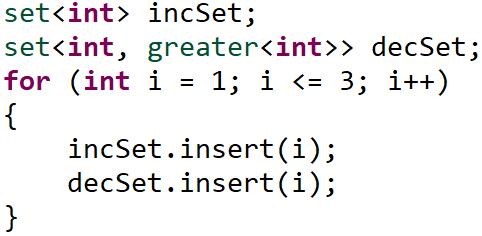 set<int> incSet;
set<int, greater<int>> decSet;
for (int i = 1; i <= 3; i++)
{
    incSet.insert(i);
    decSet.insert(i);
}